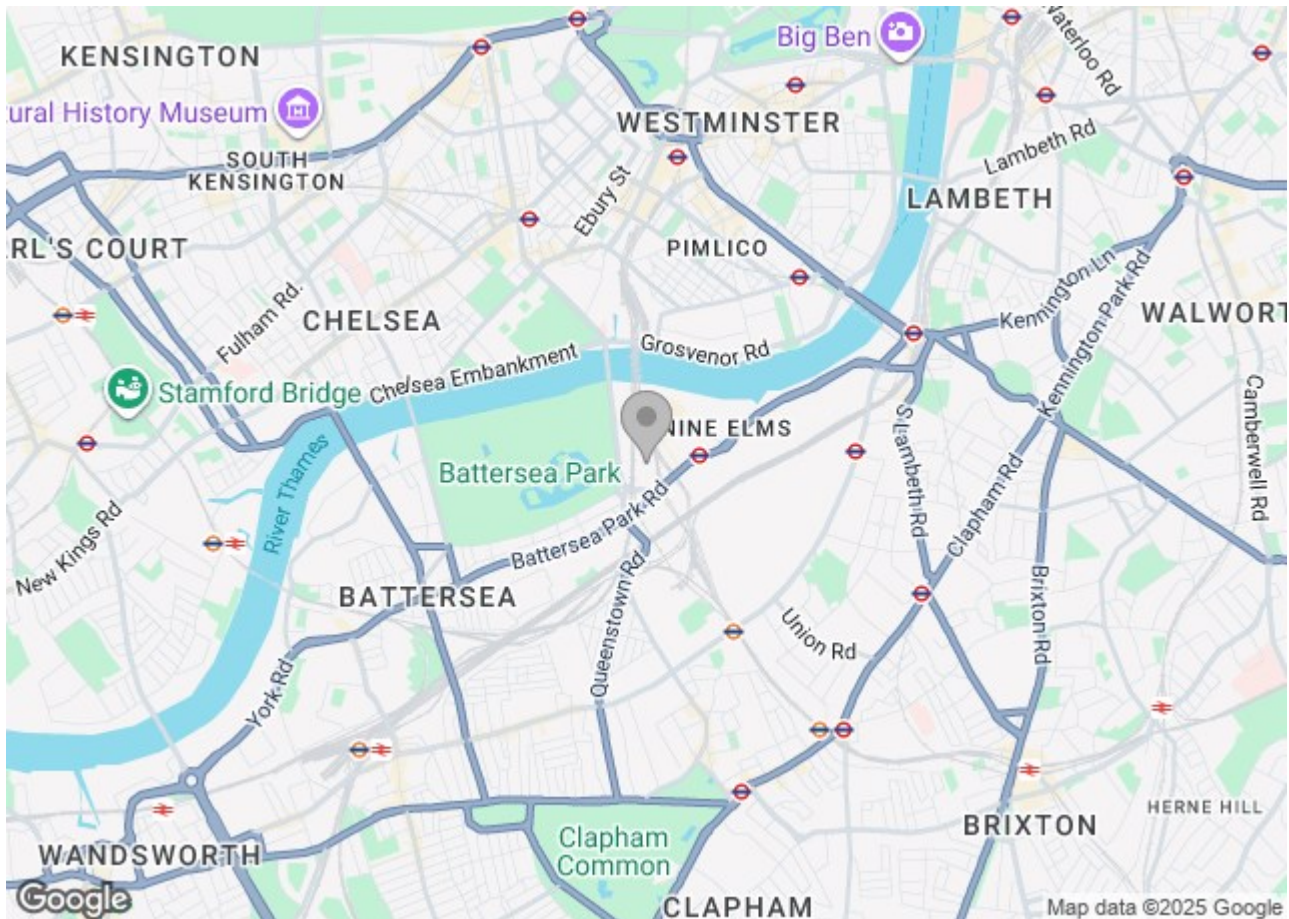 KENSINGTON
Big Ben
Waterloo Rd
ural History Museum
WESTMINSTER
Lambeth Rd
SOUTH
KENSINGTON
Ebury St
LAMBETH
RL'S COURT
PIMLICO
Kennington Ln
Kennington Park Rd
Fulham Rd.
CHELSEA
WALWORT
Grosvenor Rd
Chelsea Embankment
Stamford Bridge
Camberwell Rd
NINE ELMS
S Lambeth Rd
Battersea Park
River Thames
New Kings Rd
Battersea Park Rd
Clapham Rd
BATTERSEA
Queenstown Rd
Union Rd
Brixton Rd
York Rd
HERNE HILL
BRIXTON
Clapham
Common
WANDSWORTH
Google
CLAPHAM
Map data ©2025 Google